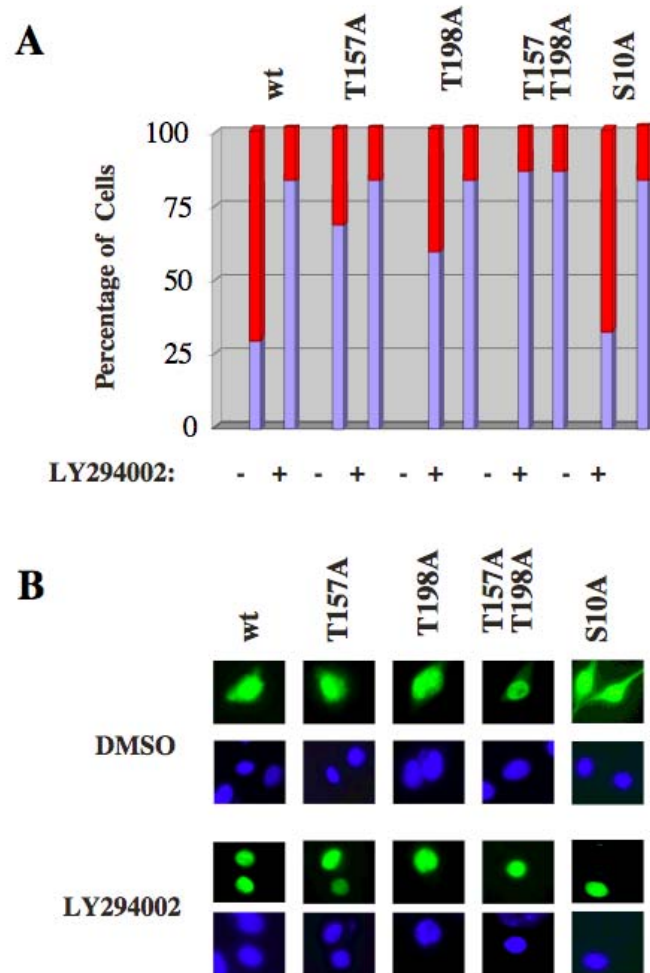 A
wt
T157A
T198A
T157
T198A
S10A
Percentage of Cells
100
75
50
25
0
LY294002: - + - + - + - + - +
B
wt
T157A
T198A
T157A
T198A
S10A
DMSO
LY294002